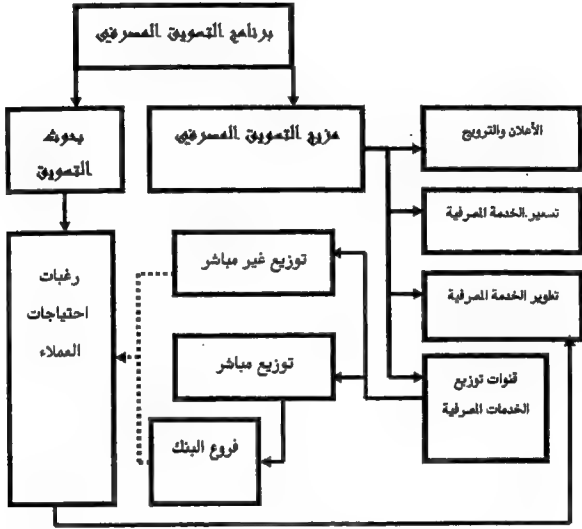 برنامج التسويق المصرفي
مزيج التسويق المصرفي
بحوث
التسويق
الأعلان والترويج
تسعير الخدمة المصرفية
تطوير الخدمة المصرفية
قنوات توزيع
الخدمات المصرفية
توزيع غير مباشر
توزيع مباشر
فروع البنك
رغبات
احتياجات
العملاء